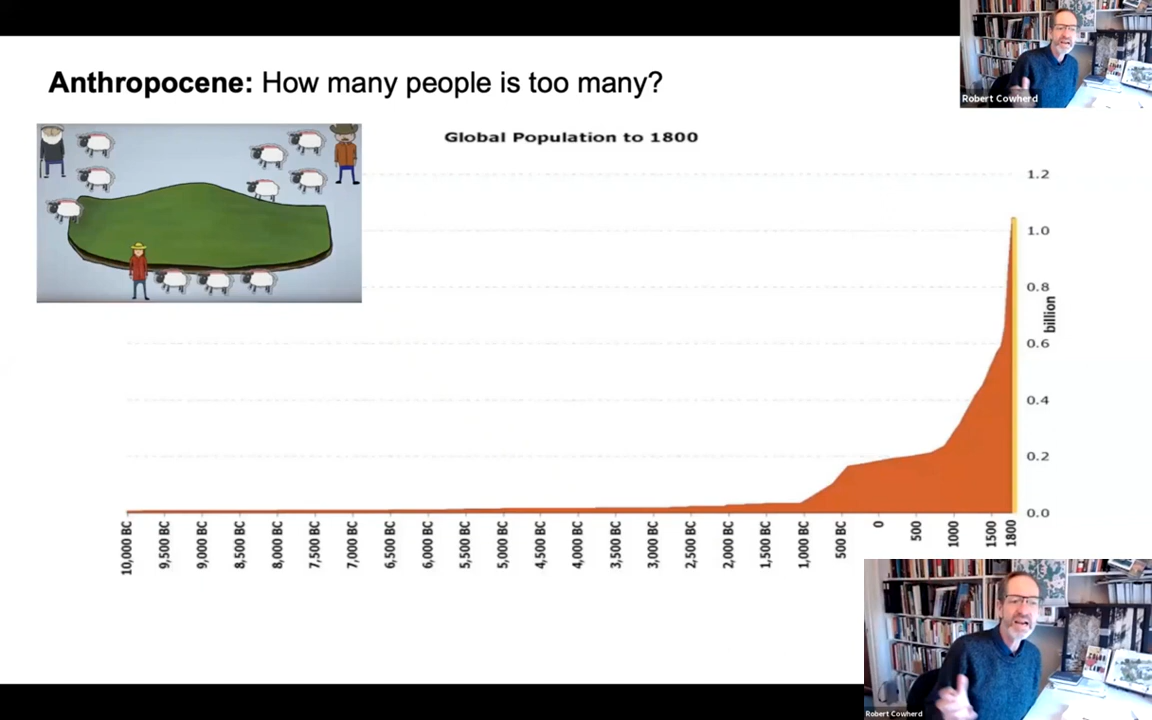 Anthropocene: How many people is too many?
Robert Cowherd
Global Population to 1800
1.2
1.0
0.8
0.6
0.4
0.2
0.0
billion
10,000 BC
9,500 BC
9,000 BC
8,500 BC
8,000 BC
7,500 BC
7,000 BC
6,500 BC
6,000 BC
5,500 BC
5,000 BC
4,500 BC
4,000 BC
3,500 BC
3,000 BC
2,500 BC
2,000 BC
1,500 BC
1,000 BC
500 BC
0
500
1000
1500
1800
Robert Cowherd